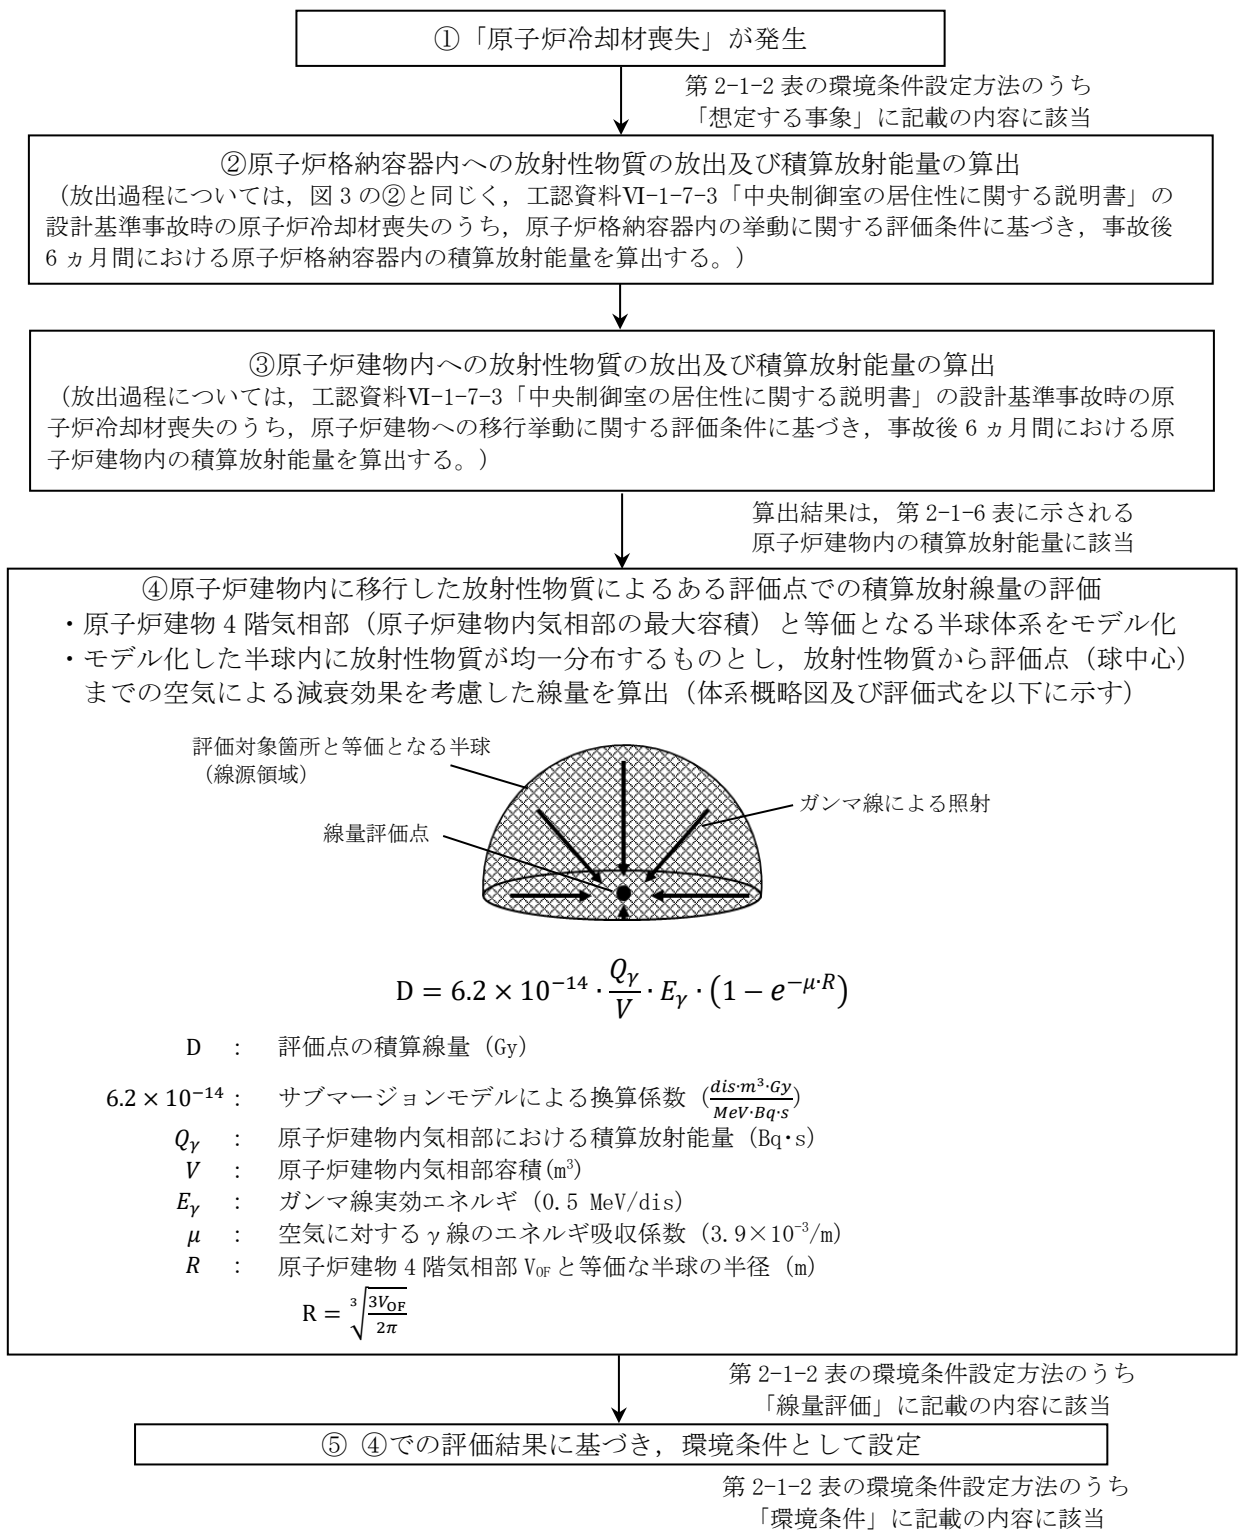 ①「原子炉冷却材喪失」が発生
第 2-1-2 表の環境条件設定方法のうち
「想定する事象」に記載の内容に該当
②原子炉格納容器内への放射性物質の放出及び積算放射能量の算出
（放出過程については，図 3 の②と同じく，工認資料Ⅵ-1-7-3「中央制御室の居住性に関する説明書」の
設計基準事故時の原子炉冷却材喪失のうち，原子炉格納容器内の挙動に関する評価条件に基づき，事故後
6 ヵ月間における原子炉格納容器内の積算放射能量を算出する。）
③原子炉建物内への放射性物質の放出及び積算放射能量の算出
（放出過程については，工認資料Ⅵ-1-7-3「中央制御室の居住性に関する説明書」の設計基準事故時の原
子炉冷却材喪失のうち，原子炉建物への移行挙動に関する評価条件に基づき，事故後 6 ヵ月間における原
子炉建物内の積算放射能量を算出する。）
算出結果は，第 2-1-6 表に示される
原子炉建物内の積算放射能量に該当
④原子炉建物内に移行した放射性物質によるある評価点での積算放射線量の評価
・原子炉建物 4 階気相部（原子炉建物内気相部の最大容積）と等価となる半球体系をモデル化
・モデル化した半球内に放射性物質が均一分布するものとし，放射性物質から評価点（球中心）
までの空気による減衰効果を考慮した線量を算出（体系概略図及び評価式を以下に示す）
評価対象箇所と等価となる半球
（線源領域）
ガンマ線による照射
線量評価点
D = 6.2 × 10⁻¹⁴ · Qᵧ/V · Eᵧ · (1 − e^{−μ·R})
D : 評価点の積算線量（Gy）
6.2 × 10⁻¹⁴ : サブマージョンモデルによる換算係数 (dis·m³·Gy/MeV·Bq·s)
Qᵧ : 原子炉建物内気相部における積算放射能量（Bq・s）
V : 原子炉建物内気相部容積(m³)
Eᵧ : ガンマ線実効エネルギ（0.5 MeV/dis）
μ : 空気に対するγ線のエネルギ吸収係数（3.9×10⁻³/m）
R : 原子炉建物 4 階気相部 V_OF と等価な半球の半径（m）
R = ∛(3V_OF/2π)
第 2-1-2 表の環境条件設定方法のうち
「線量評価」に記載の内容に該当
⑤ ④での評価結果に基づき，環境条件として設定
第 2-1-2 表の環境条件設定方法のうち
「環境条件」に記載の内容に該当